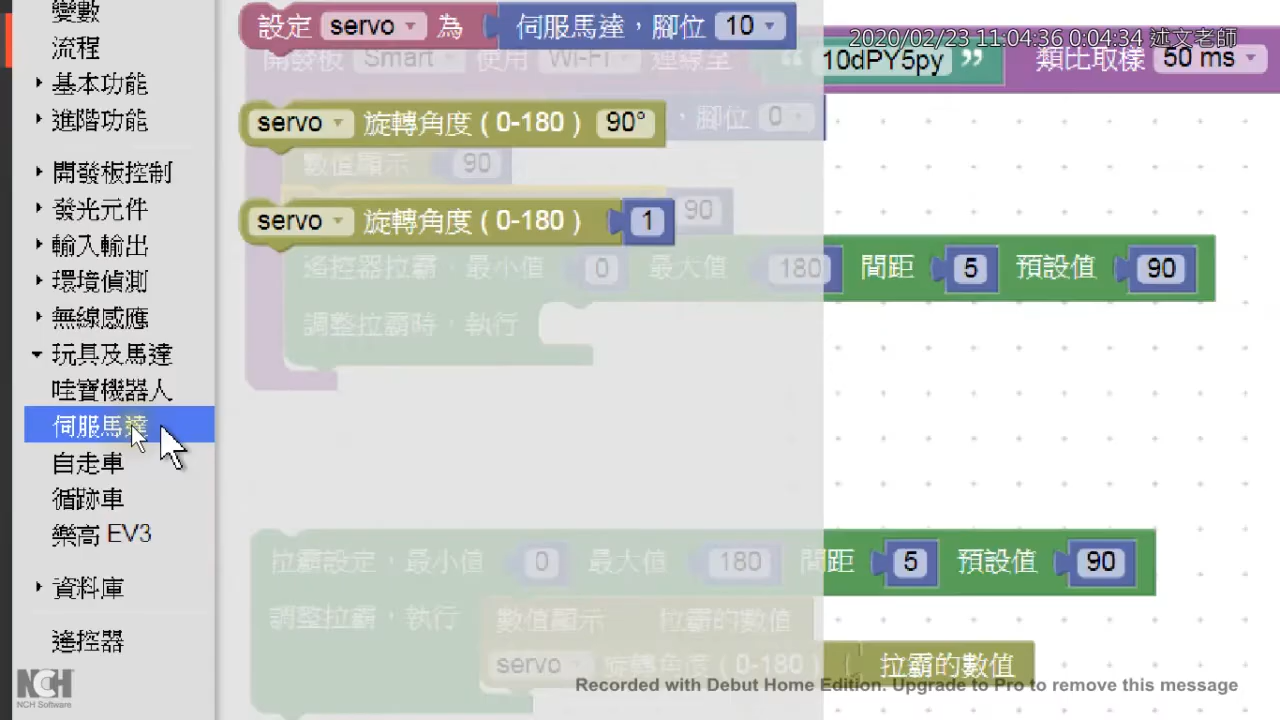 變數
流程
基本功能
進階功能
開發板控制
發光元件
輸入輸出
環境偵測
無線感應
玩具及馬達
哇寶機器人
伺服馬達
自走車
循跡車
樂高 EV3
資料庫
遙控器
NCH
NCH Software
設定 servo 為 伺服馬達,腳位 10
2020/02/23 11:04:36 0:04:34 述文老師
開發板 Smart 使用 Wi-Fi 連線至 “ 10dPY5py ” 類比取樣 50 ms
servo 旋轉角度 ( 0-180 ) 90° ,腳位 0
數值顯示 90
servo 旋轉角度 ( 0-180 ) 1 90
遙控器拉霸,最小值 0 最大值 180 間距 5 預設值 90
調整拉霸時,執行
拉霸設定,最小值 0 最大值 180 間距 5 預設值 90
調整拉霸,執行 數值顯示 拉霸的數值
servo 旋轉角度 ( 0-180 ) 拉霸的數值
Recorded with Debut Home Edition. Upgrade to Pro to remove this message